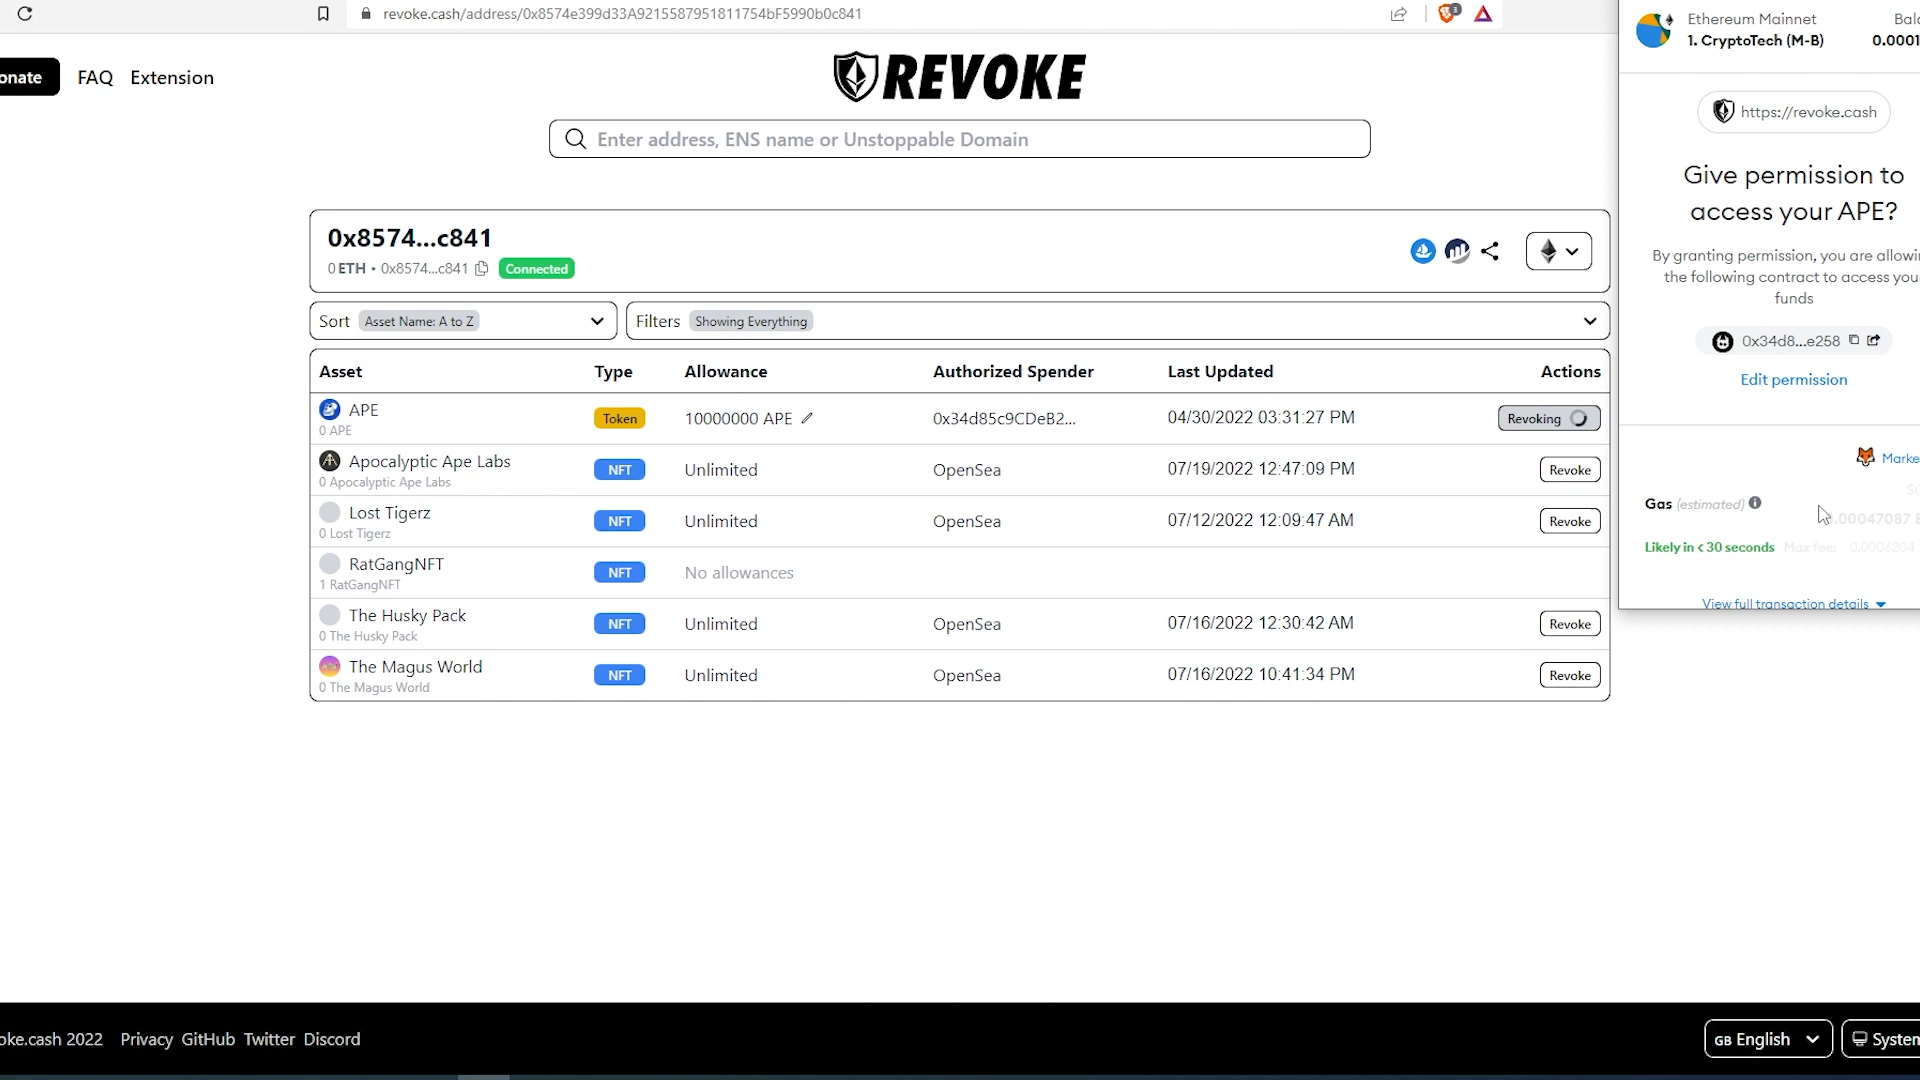 revoke.cash/address/0x8574e399d33A9215587951811754bF5990b0c841
onate FAQ Extension
REVOKE
Enter address, ENS name or Unstoppable Domain
0x8574...c841
0 ETH • 0x8574...c841 Connected
Sort Asset Name: A to Z Filters Showing Everything
Asset Type Allowance Authorized Spender Last Updated Actions
APE Token 10000000 APE 0x34d85c9CDeB2... 04/30/2022 03:31:27 PM Revoking
0 APE
Apocalyptic Ape Labs NFT Unlimited OpenSea 07/19/2022 12:47:09 PM Revoke
0 Apocalyptic Ape Labs
Lost Tigerz NFT Unlimited OpenSea 07/12/2022 12:09:47 AM Revoke
0 Lost Tigerz
RatGangNFT NFT No allowances
1 RatGangNFT
The Husky Pack NFT Unlimited OpenSea 07/16/2022 12:30:42 AM Revoke
0 The Husky Pack
The Magus World NFT Unlimited OpenSea 07/16/2022 10:41:34 PM Revoke
0 The Magus World
Ethereum Mainnet Bala
1. CryptoTech (M-B) 0.0001
https://revoke.cash
Give permission to
access your APE?
By granting permission, you are allowi
the following contract to access you
funds
0x34d8...e258
Edit permission
Marke
Gas (estimated)
.00047087
Likely in < 30 seconds Max fee: 0.0006204
View full transaction details
oke.cash 2022 Privacy GitHub Twitter Discord
GB English System